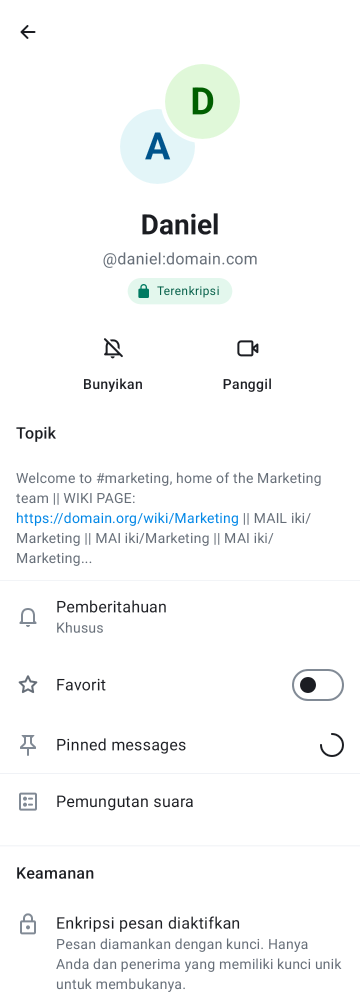 D
A
Daniel
@daniel:domain.com
Terenkripsi
Bunyikan
Panggil
Topik
Welcome to #marketing, home of the Marketing
team || WIKI PAGE:
https://domain.org/wiki/Marketing || MAIL iki/
Marketing || MAI iki/Marketing || MAI iki/
Marketing...
Pemberitahuan
Khusus
Favorit
Pinned messages
Pemungutan suara
Keamanan
Enkripsi pesan diaktifkan
Pesan diamankan dengan kunci. Hanya
Anda dan penerima yang memiliki kunci unik
untuk membukanya.